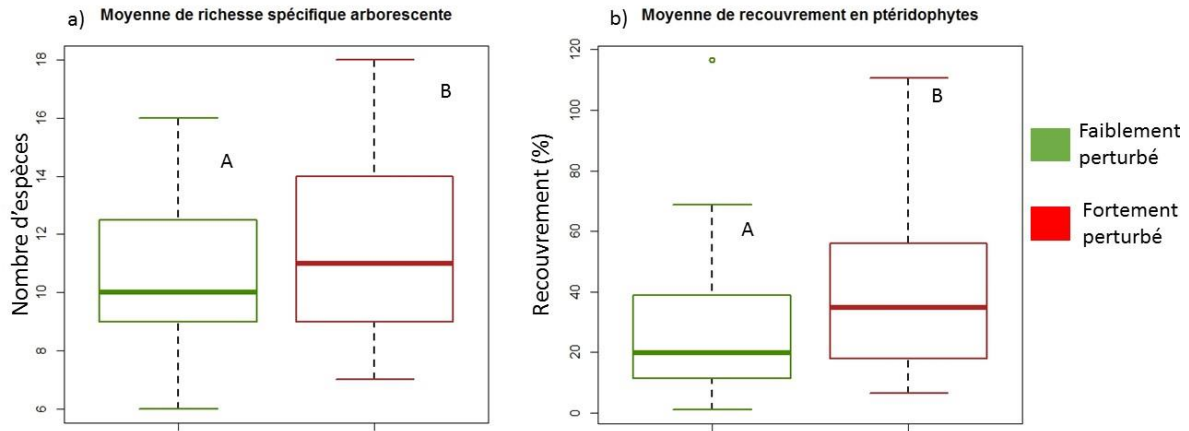 a) Moyenne de richesse spécifique arborescente
Nombre d'espèces
18
16
14
12
10
8
6
A
B
b) Moyenne de recouvrement en ptéridophytes
Recouvrement (%)
120
100
80
60
40
20
0
A
B
Faiblement
perturbé
Fortement
perturbé